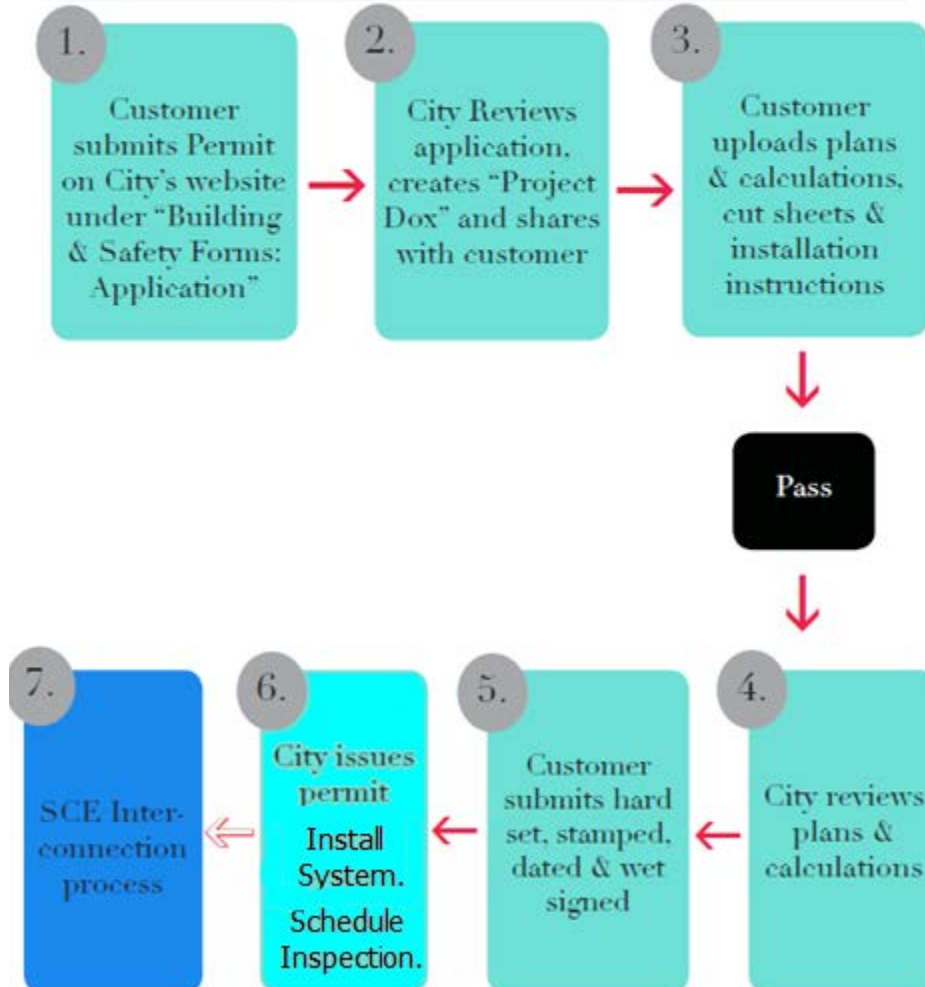 1.
Customer
submits Permit
on City's website
under "Building
& Safety Forms:
Application"
2.
City Reviews
application,
creates "Project
Dox" and shares
with customer
3.
Customer
uploads plans
& calculations,
cut sheets &
installation
instructions
Pass
4.
City reviews
plans &
calculations
5.
Customer
submits hard
set, stamped,
dated & wet
signed
6.
City issues
permit
Install
System.
Schedule
Inspection.
7.
SCE Inter-
connection
process